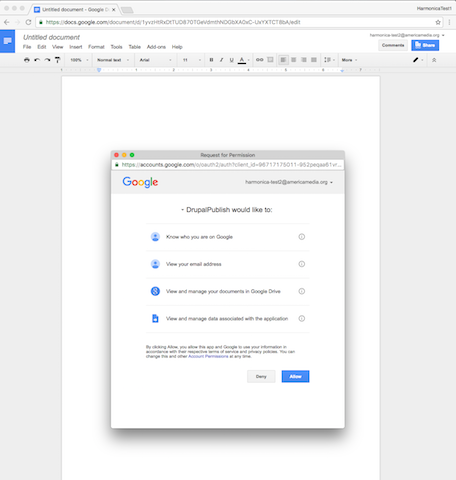 Untitled document - Google D
HarmonicaTest1
https://docs.google.com/document/d/
Untitled document
harmonica-test2@americamedia.org
File Edit View Insert Format Tools Table Add-ons Help
Comments
Share
100% Normal text Arial 11 More
Request for Permission
https://accounts.google.com/o/oauth2/auth?client_id=
Google
harmonica-test2@americamedia.org
- DrupalPublish would like to:
Know who you are on Google
View your email address
View and manage your documents in Google Drive
View and manage data associated with the application
By clicking Allow, you allow this app and Google to use your information in
accordance with their respective terms of service and privacy policies. You can
change this and other Account Permissions at any time.
Deny
Allow